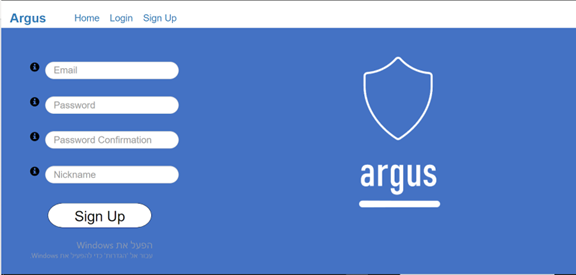 Argus Home Login Sign Up
Email
Password
Password Confirmation
Nickname
Sign Up
argus
הפעל את Windows
עבור אל 'הגדרות' כדי להפעיל את Windows.